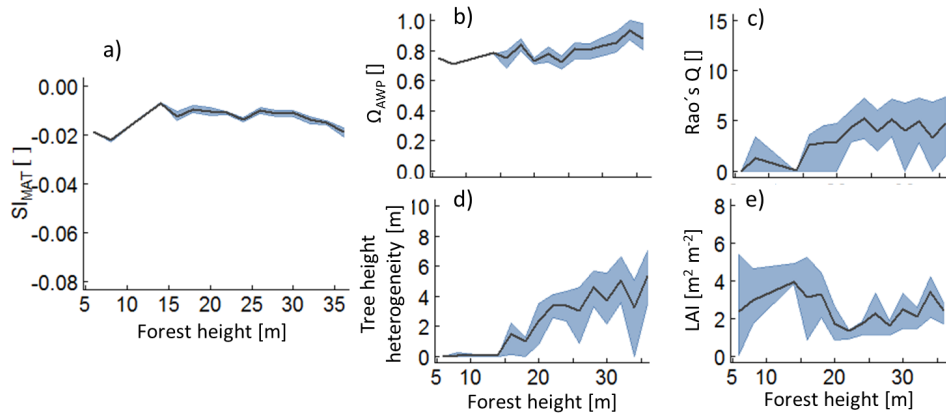 a)
SI_MAT [ ]
0.00
-0.02
-0.04
-0.06
-0.08
5 10 15 20 25 30 35
Forest height [m]
b)
Ω_AWP []
1.0
0.8
0.6
0.4
0.2
0.0
c)
Rao´s Q
15
10
5
0
d)
Tree height
heterogeneity [m]
10
8
6
4
2
0
5 10 20 30
Forest height [m]
e)
LAI [m² m⁻²]
8
6
4
2
0
5 10 20 30
Forest height [m]